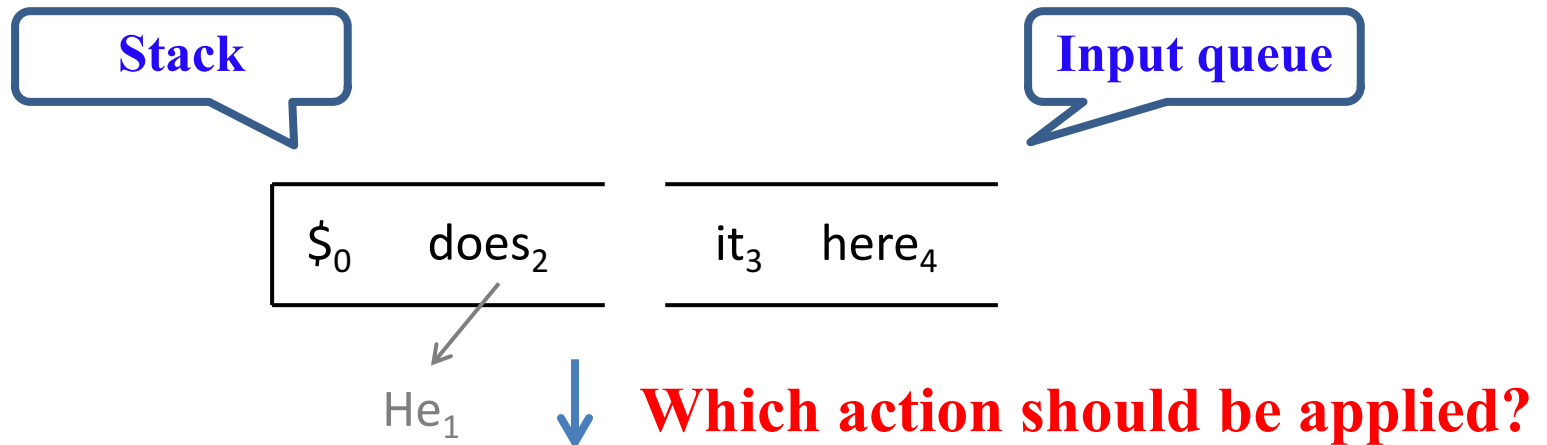 Stack
Input queue
$₀ does₂ it₃ here₄
He₁
Which action should be applied?